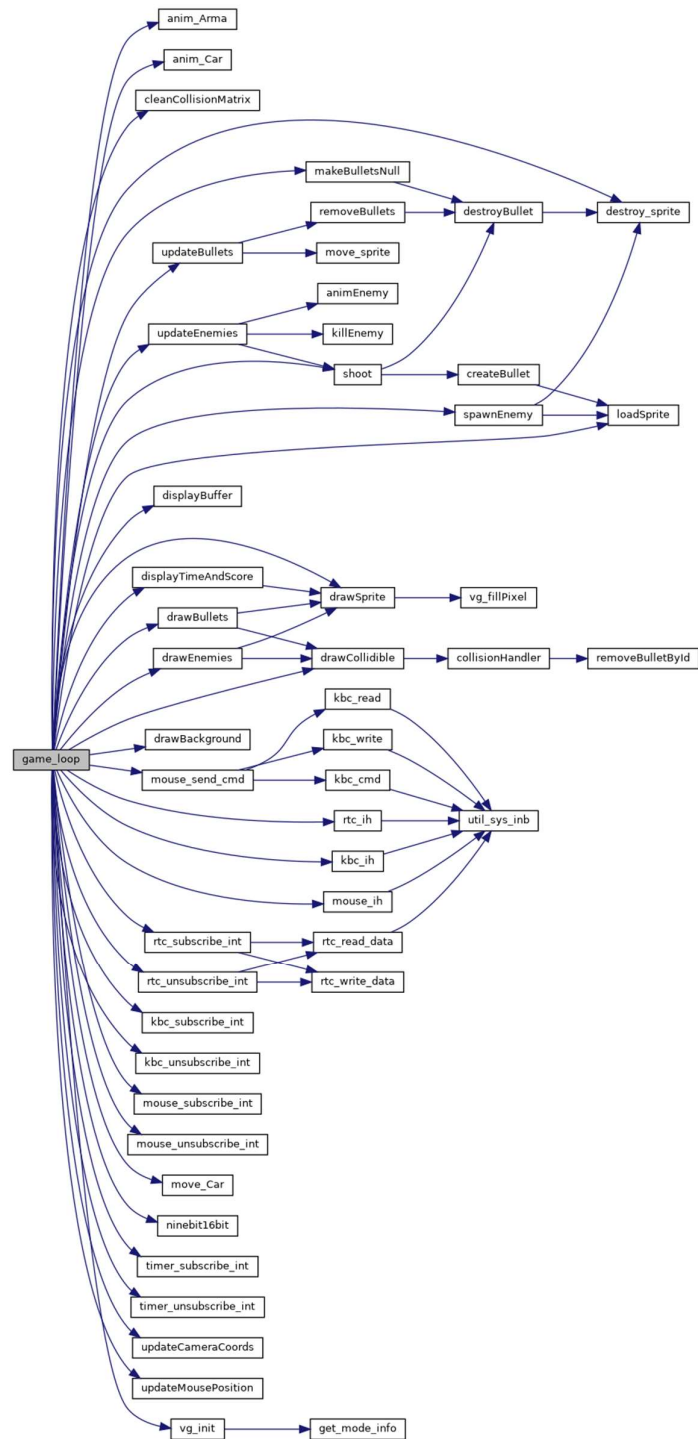 anim_Arma
anim_Car
cleanCollisionMatrix
makeBulletsNull
removeBullets
destroyBullet
destroy_sprite
updateBullets
move_sprite
animEnemy
updateEnemies
killEnemy
shoot
createBullet
spawnEnemy
loadSprite
displayBuffer
displayTimeAndScore
drawSprite
vg_fillPixel
drawBullets
drawEnemies
drawCollidible
collisionHandler
removeBulletById
kbc_read
drawBackground
kbc_write
game_loop
mouse_send_cmd
kbc_cmd
rtc_ih
util_sys_inb
kbc_ih
mouse_ih
rtc_subscribe_int
rtc_read_data
rtc_unsubscribe_int
rtc_write_data
kbc_subscribe_int
kbc_unsubscribe_int
mouse_subscribe_int
mouse_unsubscribe_int
move_Car
ninebit16bit
timer_subscribe_int
timer_unsubscribe_int
updateCameraCoords
updateMousePosition
vg_init
get_mode_info